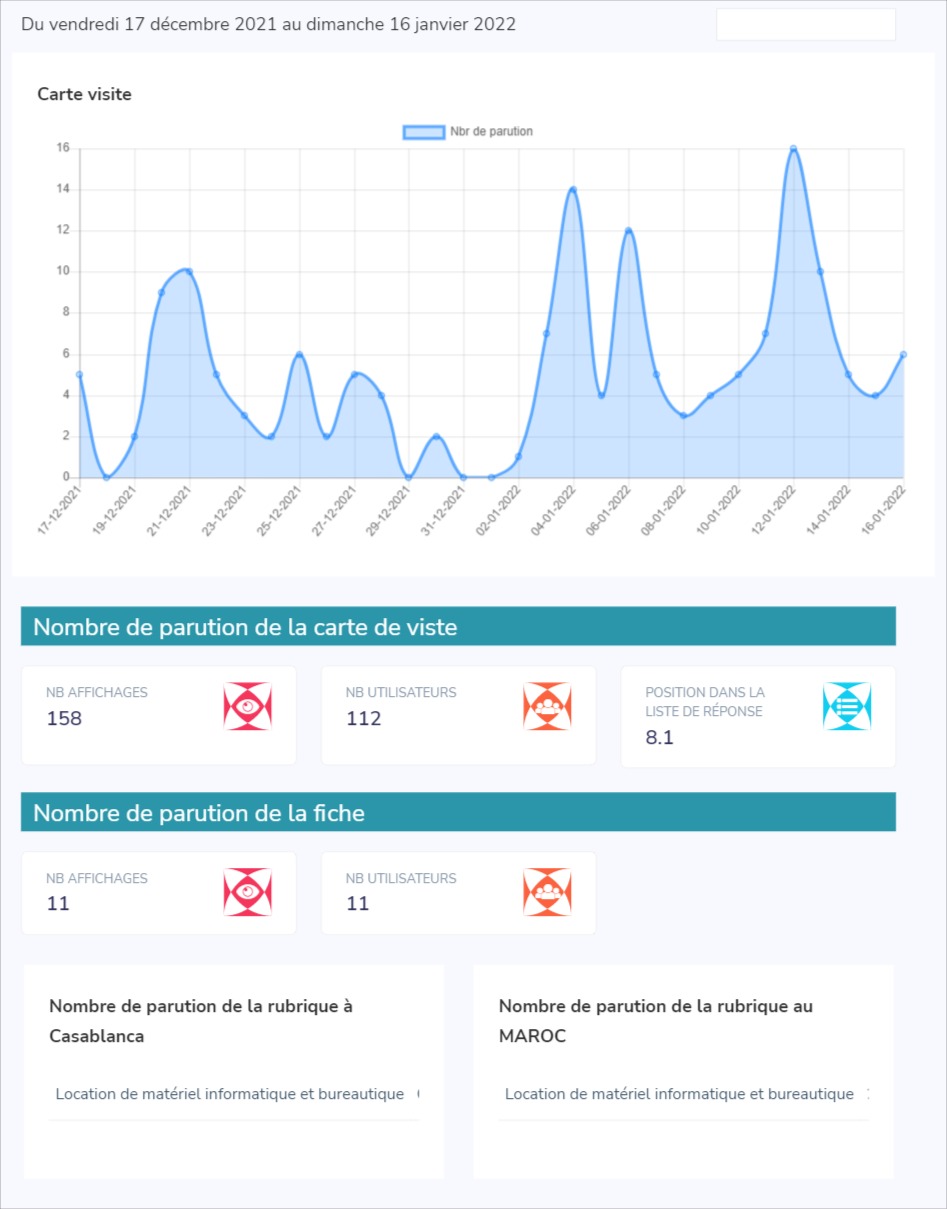 Du vendredi 17 décembre 2021 au dimanche 16 janvier 2022
Carte visite
Nbr de parution
16
14
12
10
8
6
4
2
0
17-12-2021
19-12-2021
21-12-2021
23-12-2021
25-12-2021
27-12-2021
29-12-2021
31-12-2021
02-01-2022
04-01-2022
06-01-2022
08-01-2022
10-01-2022
12-01-2022
14-01-2022
16-01-2022
Nombre de parution de la carte de viste
NB AFFICHAGES
158
NB UTILISATEURS
112
POSITION DANS LA
LISTE DE RÉPONSE
8.1
Nombre de parution de la fiche
NB AFFICHAGES
11
NB UTILISATEURS
11
Nombre de parution de la rubrique à
Casablanca
Location de matériel informatique et bureautique
Nombre de parution de la rubrique au
MAROC
Location de matériel informatique et bureautique